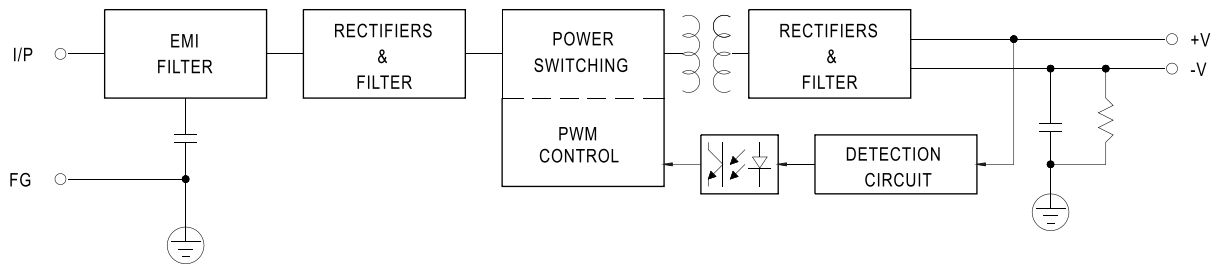 I/P
EMI
FILTER
RECTIFIERS
&
FILTER
POWER
SWITCHING
PWM
CONTROL
RECTIFIERS
&
FILTER
+V
-V
DETECTION
CIRCUIT
FG